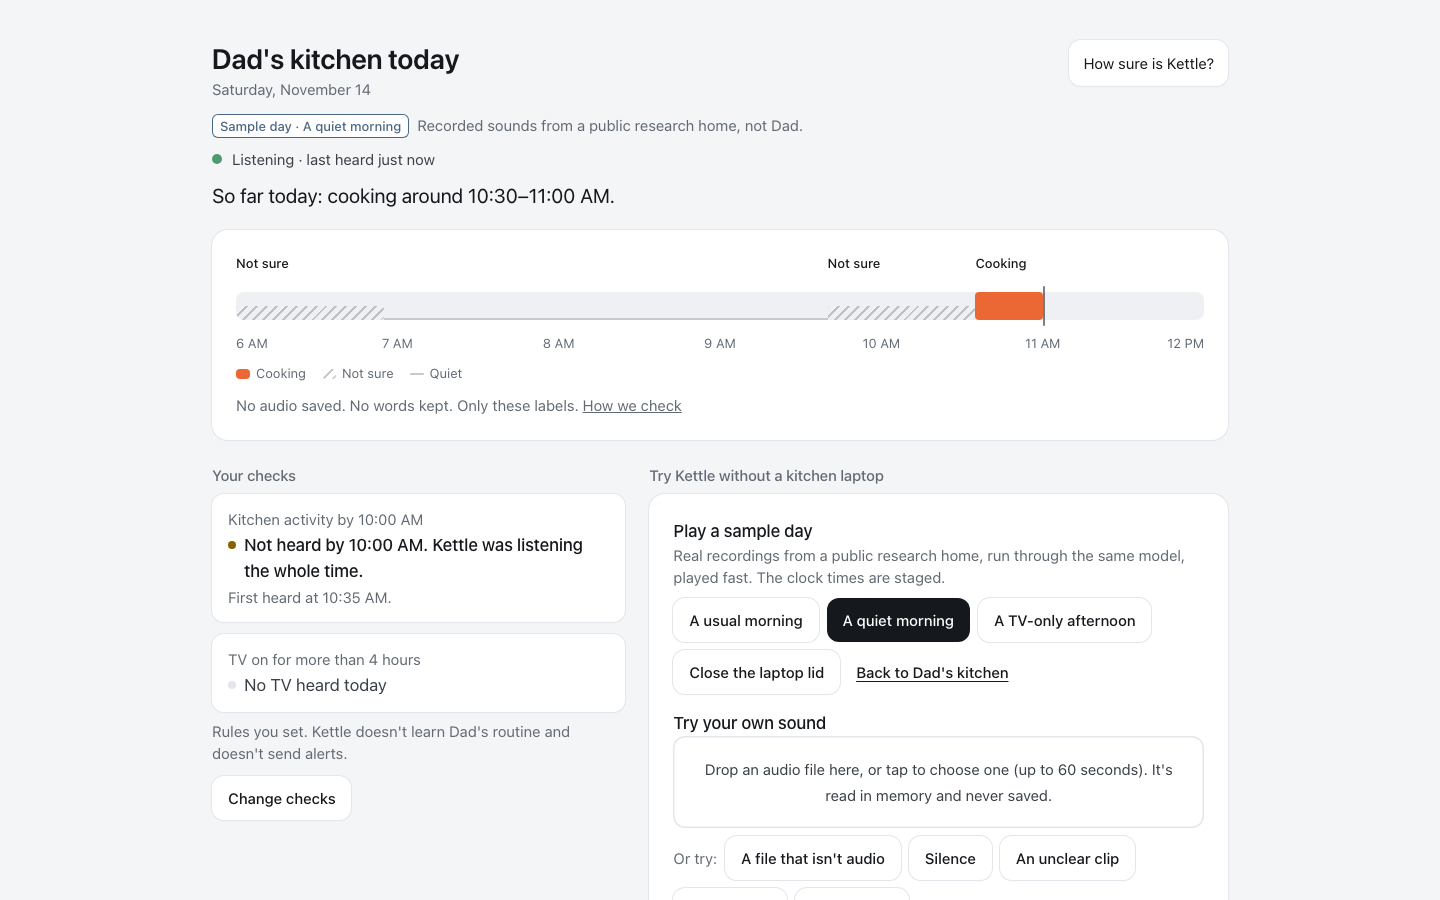 Dad's kitchen today
How sure is Kettle?
Saturday, November 14
Sample day · A quiet morning
Recorded sounds from a public research home, not Dad.
Listening · last heard just now
So far today: cooking around 10:30–11:00 AM.
Not sure
Not sure
Cooking
6 AM
7 AM
8 AM
9 AM
10 AM
11 AM
12 PM
Cooking
Not sure
Quiet
No audio saved. No words kept. Only these labels. How we check
Your checks
Kitchen activity by 10:00 AM
Not heard by 10:00 AM. Kettle was listening
the whole time.
First heard at 10:35 AM.
TV on for more than 4 hours
No TV heard today
Rules you set. Kettle doesn't learn Dad's routine and
doesn't send alerts.
Change checks
Try Kettle without a kitchen laptop
Play a sample day
Real recordings from a public research home, run through the same model,
played fast. The clock times are staged.
A usual morning
A quiet morning
A TV-only afternoon
Close the laptop lid
Back to Dad's kitchen
Try your own sound
Drop an audio file here, or tap to choose one (up to 60 seconds). It's
read in memory and never saved.
Or try:
A file that isn't audio
Silence
An unclear clip